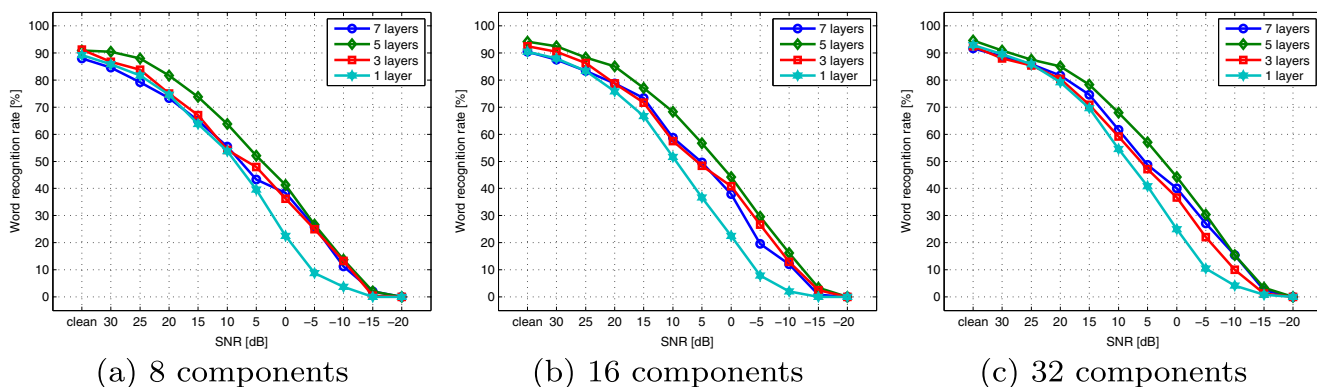 100
90
80
70
60
50
40
30
20
10
0
Word recognition rate [%]
7 layers
5 layers
3 layers
1 layer
clean 30 25 20 15 10 5 0 −5 −10 −15 −20
SNR [dB]
(a) 8 components
100
90
80
70
60
50
40
30
20
10
0
Word recognition rate [%]
7 layers
5 layers
3 layers
1 layer
clean 30 25 20 15 10 5 0 −5 −10 −15 −20
SNR [dB]
(b) 16 components
100
90
80
70
60
50
40
30
20
10
0
Word recognition rate [%]
7 layers
5 layers
3 layers
1 layer
clean 30 25 20 15 10 5 0 −5 −10 −15 −20
SNR [dB]
(c) 32 components